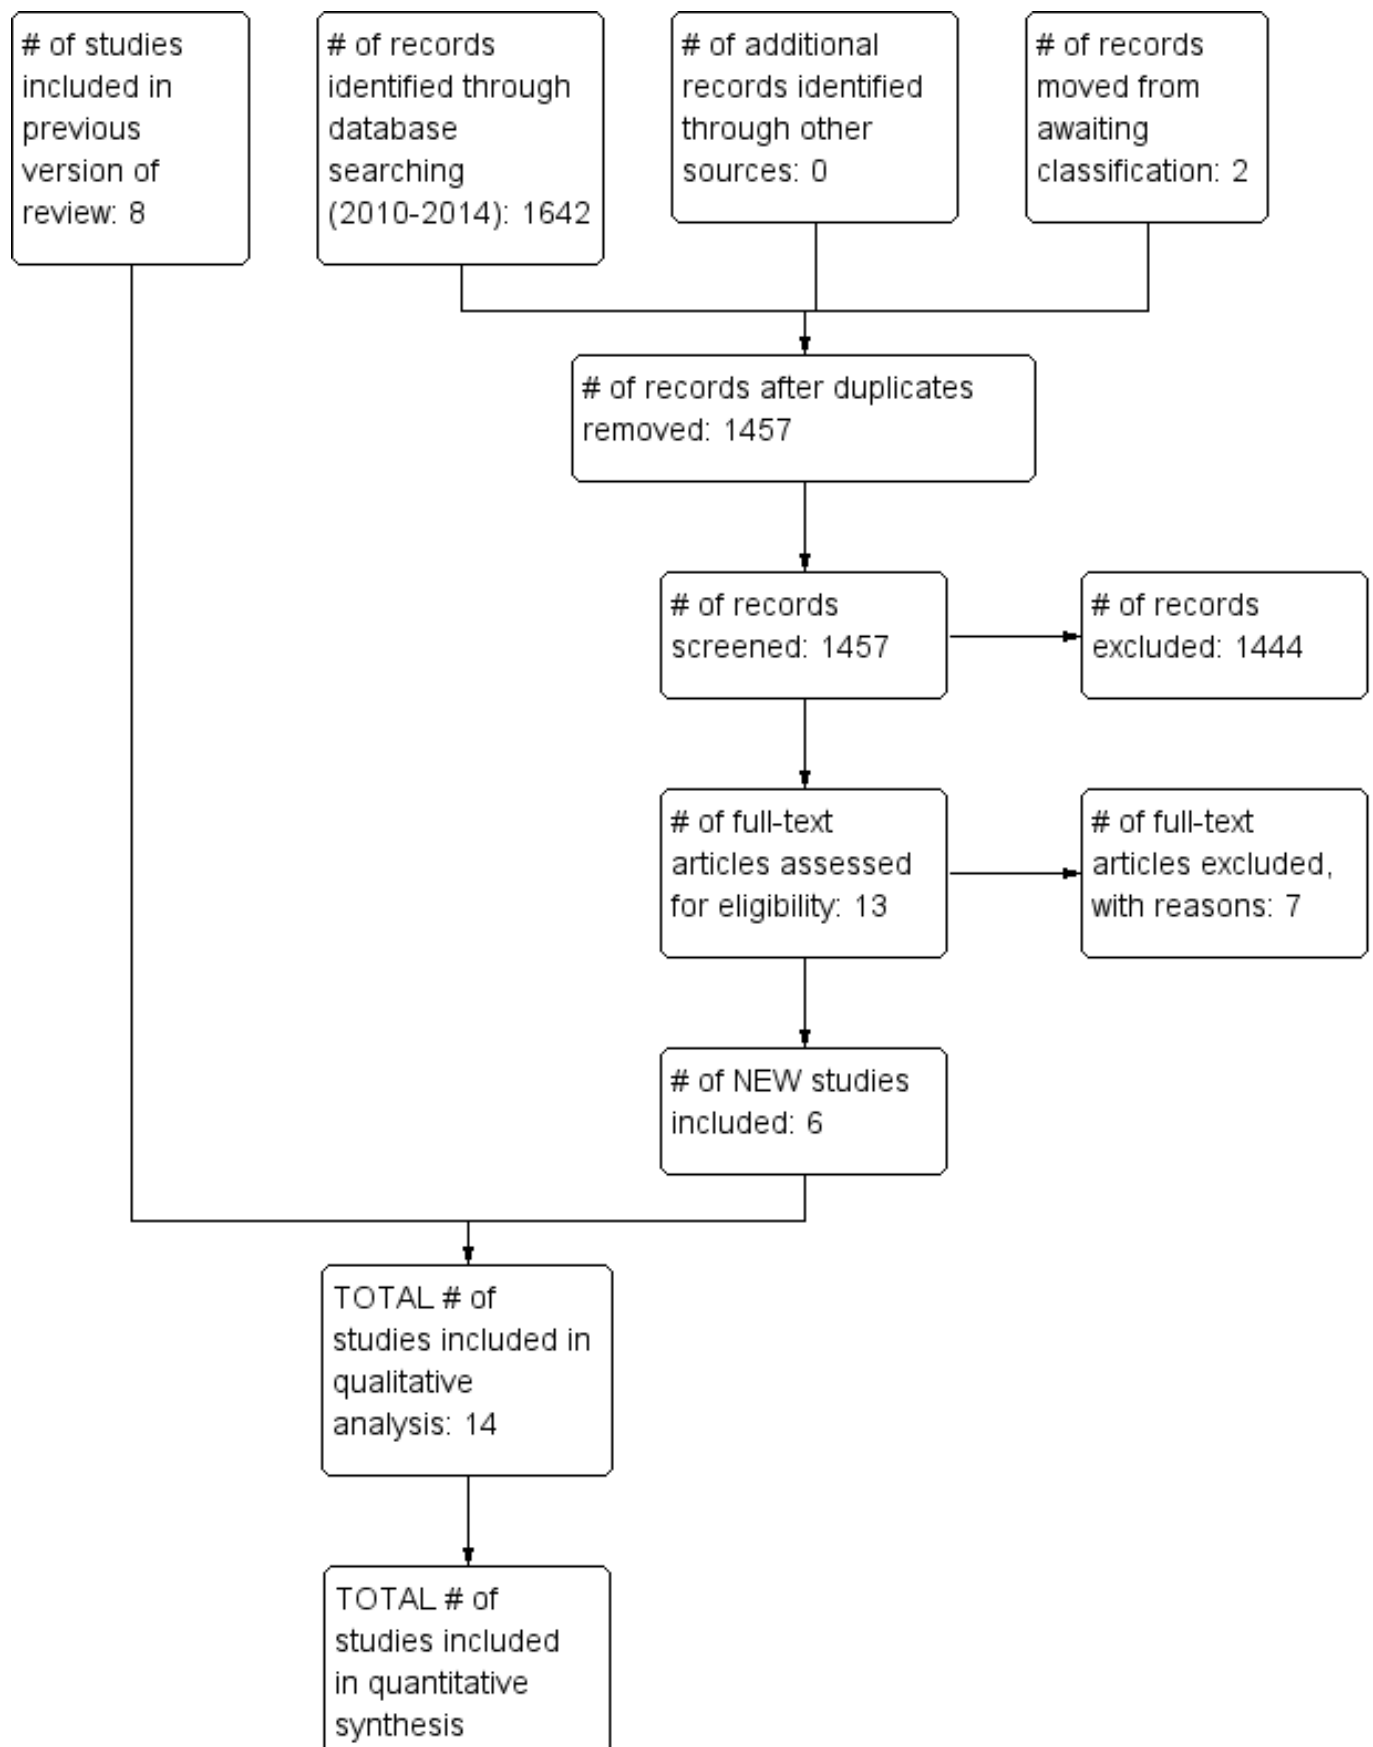 # of studies
included in
previous
version of
review: 8
# of records
identified through
database
searching
(2010-2014): 1642
# of additional
records identified
through other
sources: 0
# of records
moved from
awaiting
classification: 2
# of records after duplicates
removed: 1457
# of records
screened: 1457
# of records
excluded: 1444
# of full-text
articles assessed
for eligibility: 13
# of full-text
articles excluded,
with reasons: 7
# of NEW studies
included: 6
TOTAL # of
studies included in
qualitative
analysis: 14
TOTAL # of
studies included
in quantitative
synthesis